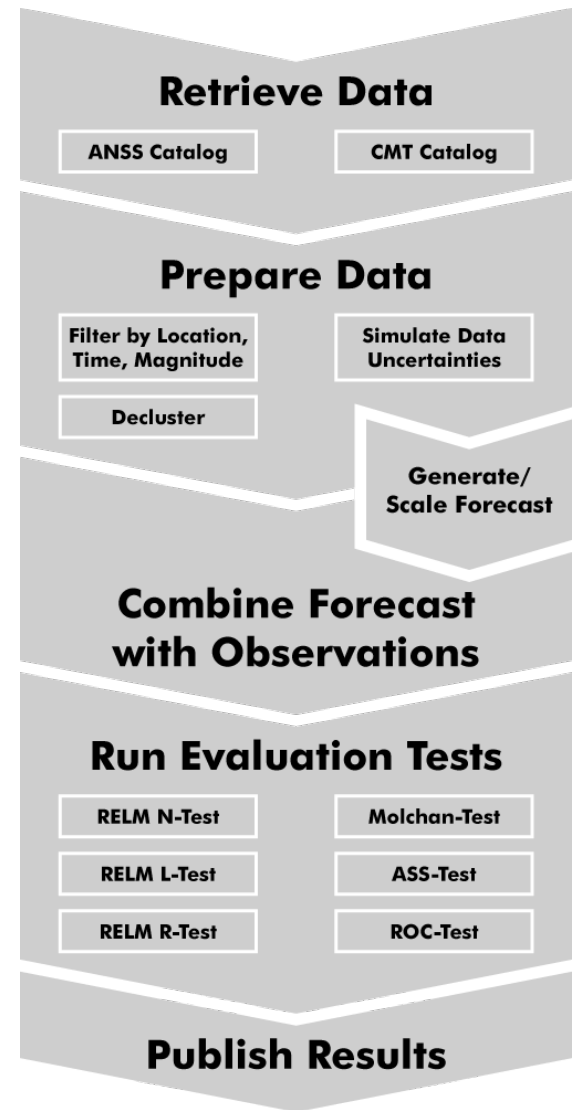 Retrieve Data
ANSS Catalog
CMT Catalog
Prepare Data
Filter by Location,
Time, Magnitude
Simulate Data
Uncertainties
Decluster
Generate/
Scale Forecast
Combine Forecast
with Observations
Run Evaluation Tests
RELM N-Test
Molchan-Test
RELM L-Test
ASS-Test
RELM R-Test
ROC-Test
Publish Results